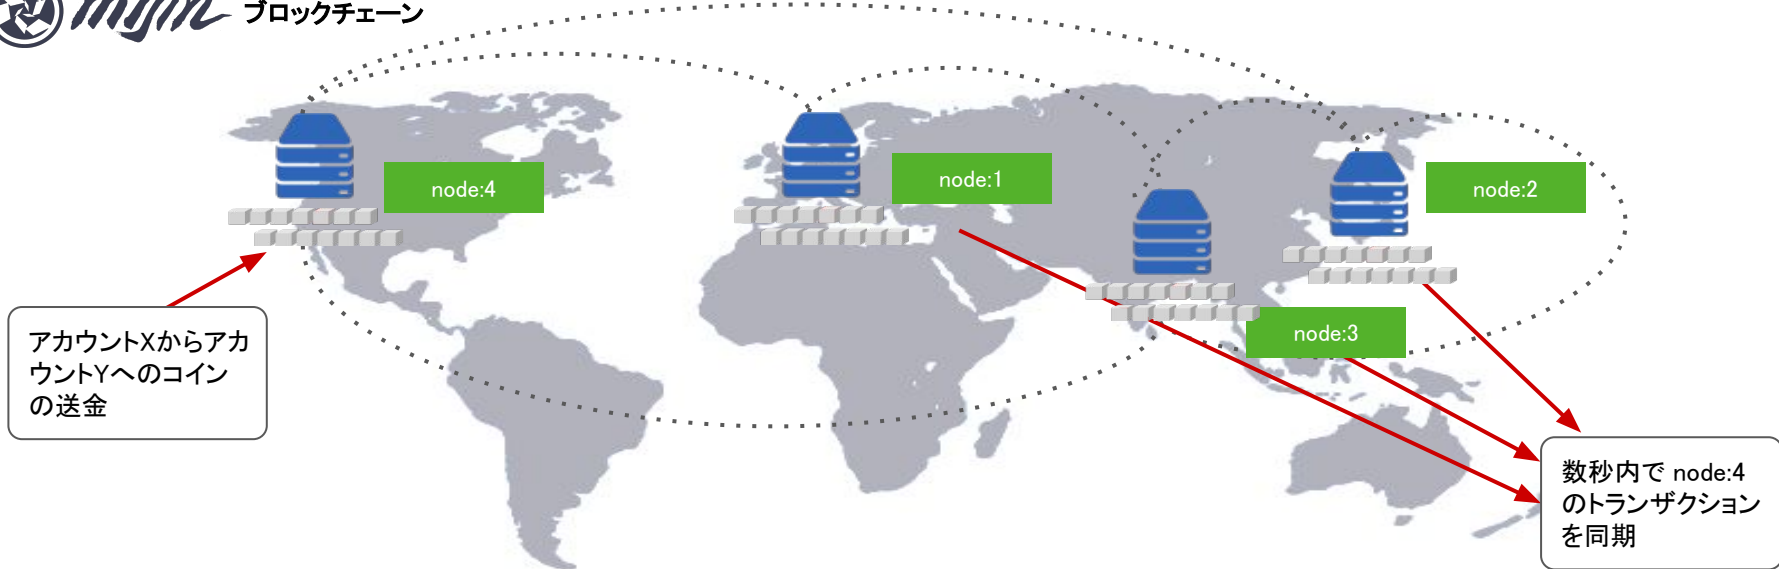 mijin
ブロックチェーン
node:4
node:1
node:2
node:3
アカウントXからアカ
ウントYへのコイン
の送金
数秒内で node:4
のトランザクション
を同期